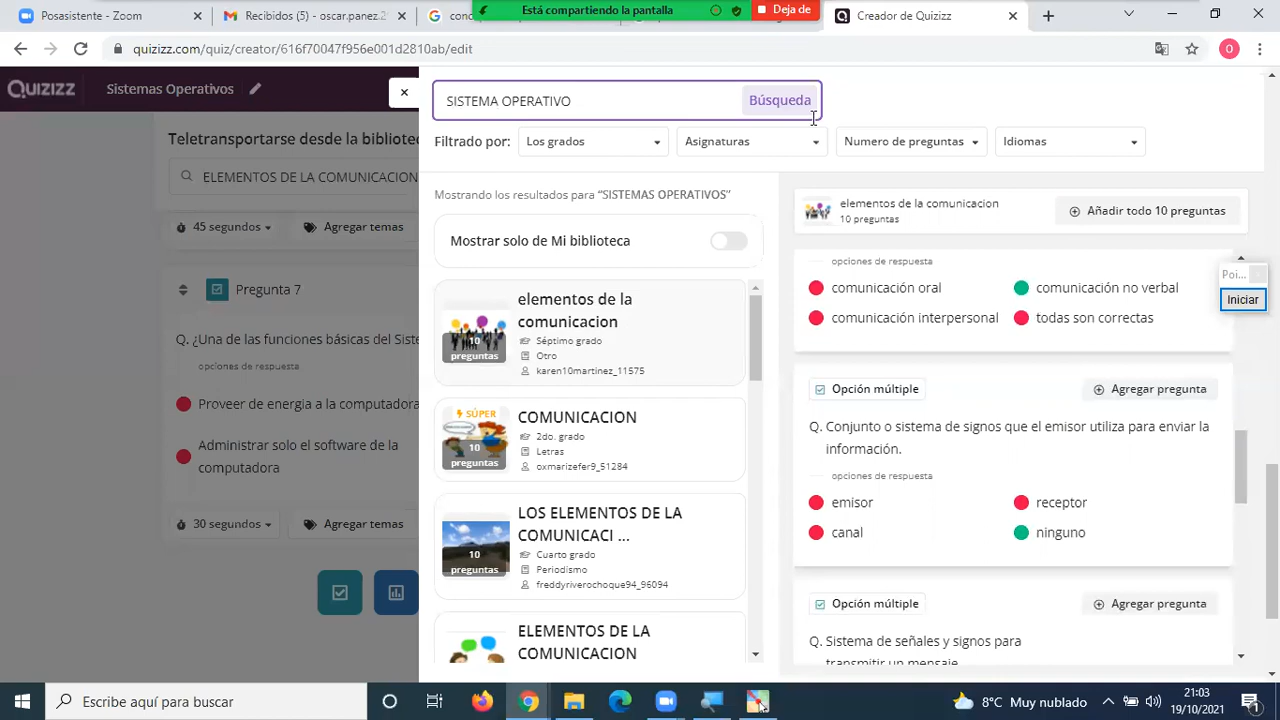 Posasistente Zoom
Recibidos (6) - oscar.panez.2
Está compartiendo la pantalla
Deja de
Creador de Quizizz
quizizz.com/quiz/creator/616f70047f956e001d2810ab/edit
O
QUIZIZZ
Sistemas Operativos
Teletransportarse desde la bibliotec
ELEMENTOS DE LA COMUNICACION
45 segundos
Agregar temas
Pregunta 7
Q. ¿Una de las funciones básicas del Siste
opciones de respuesta
Proveer de energia a la computadora
Administrar solo el software de la
computadora
30 segundos
Agregar temas
SISTEMA OPERATIVO
Búsqueda
Filtrado por:
Los grados
Asignaturas
Numero de preguntas
Idiomas
Mostrando los resultados para “SISTEMAS OPERATIVOS”
Mostrar solo de Mi biblioteca
elementos de la
comunicacion
Séptimo grado
Otro
karen10martinez_11575
10
preguntas
SÚPER
COMUNICACION
2do. grado
Letras
oxmarizefer9_51284
10
preguntas
LOS ELEMENTOS DE LA
COMUNICACI ...
Cuarto grado
Periodismo
freddyriverochoque94_96094
10
preguntas
ELEMENTOS DE LA
COMUNICACION
elementos de la comunicacion
10 preguntas
Añadir todo 10 preguntas
opciones de respuesta
comunicación oral
comunicación no verbal
comunicación interpersonal
todas son correctas
Opción múltiple
Agregar pregunta
Q. Conjunto o sistema de signos que el emisor utiliza para enviar la
información.
opciones de respuesta
emisor
receptor
canal
ninguno
Opción múltiple
Agregar pregunta
Q. Sistema de señales y signos para
transmitir un mensaje
Poi...
Iniciar
Escribe aquí para buscar
8°C Muy nublado
21:03
19/10/2021
1